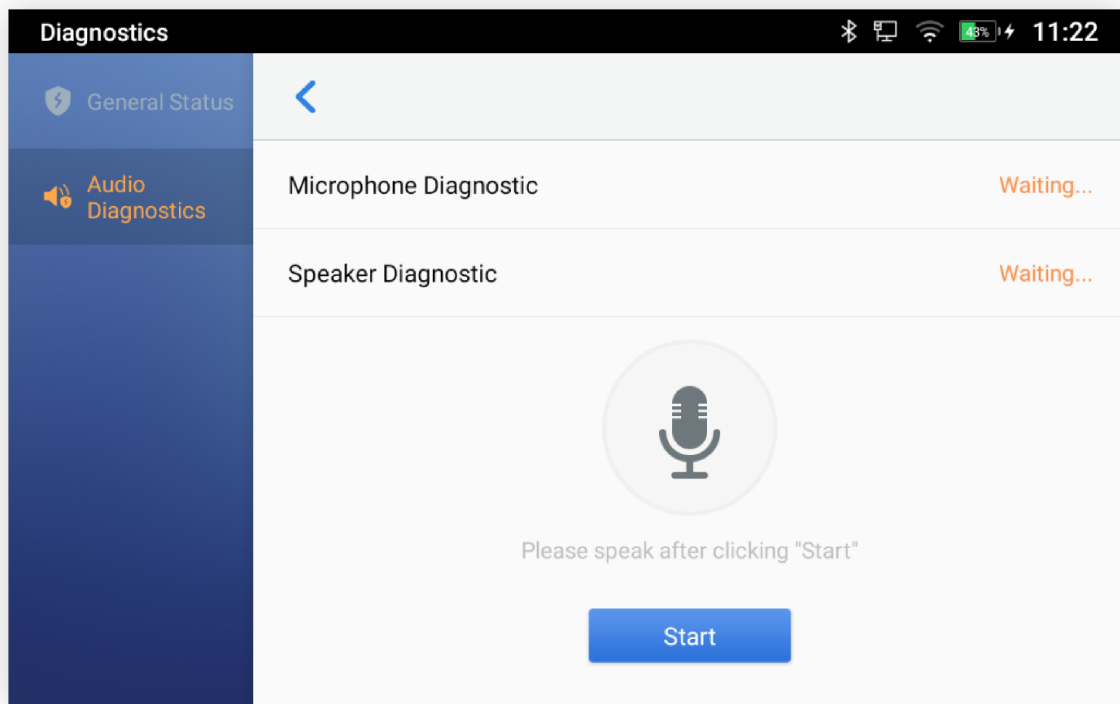 Diagnostics
43%
11:22
General Status
Audio
Diagnostics
Microphone Diagnostic
Waiting...
Speaker Diagnostic
Waiting...
Please speak after clicking "Start"
Start